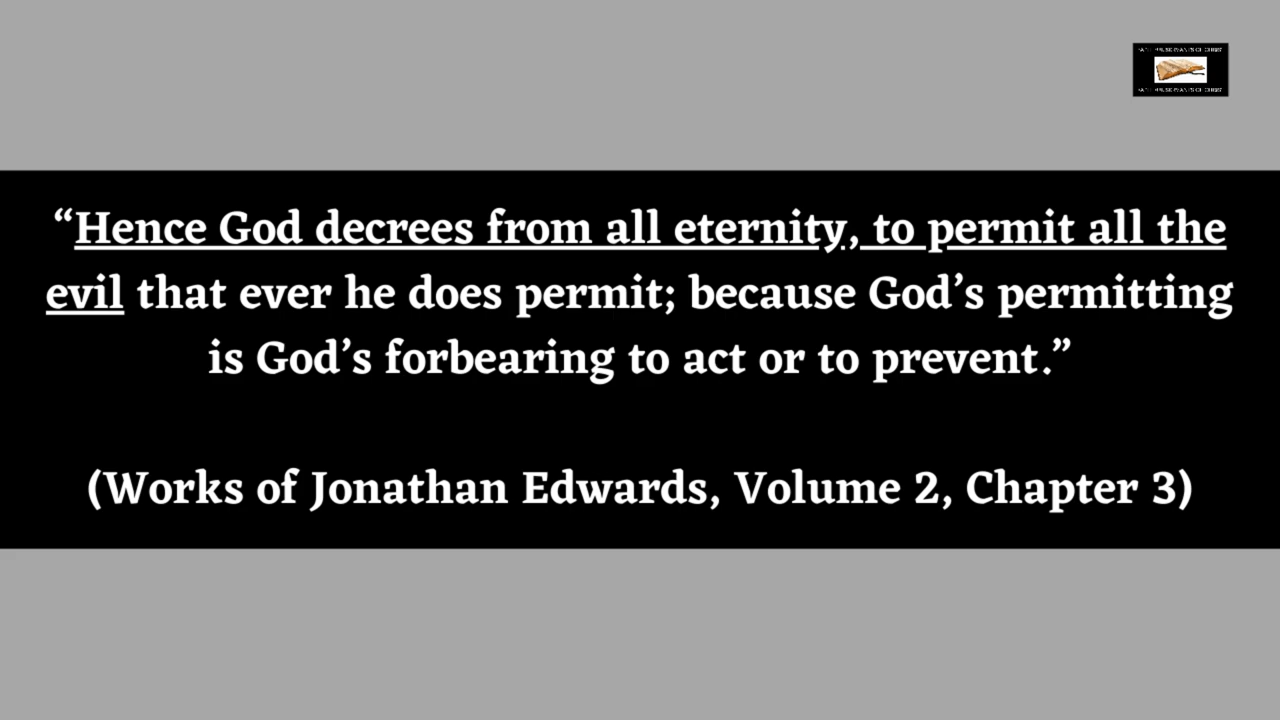 “Hence God decrees from all eternity, to permit all the
evil that ever he does permit; because God’s permitting
is God’s forbearing to act or to prevent.”
(Works of Jonathan Edwards, Volume 2, Chapter 3)